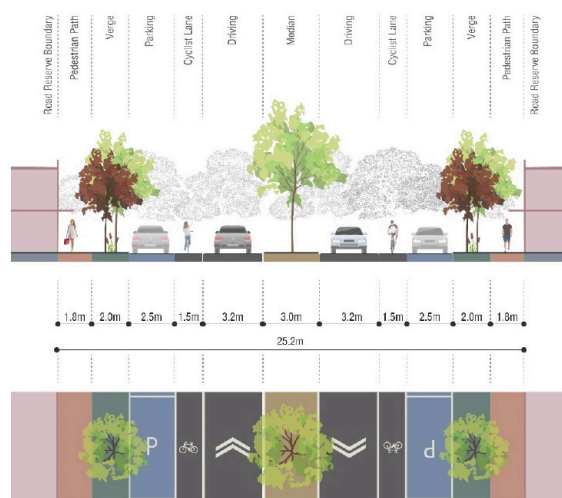 Road Reserve Boundary
Pedestrian Path
Verge
Parking
Cyclist Lane
Driving
Median
Driving
Cyclist Lane
Parking
Verge
Pedestrian Path
Road Reserve Boundary
1.8m 2.0m 2.5m 1.5m 3.2m 3.0m 3.2m 1.5m 2.5m 2.0m 1.8m
25.2m
P P